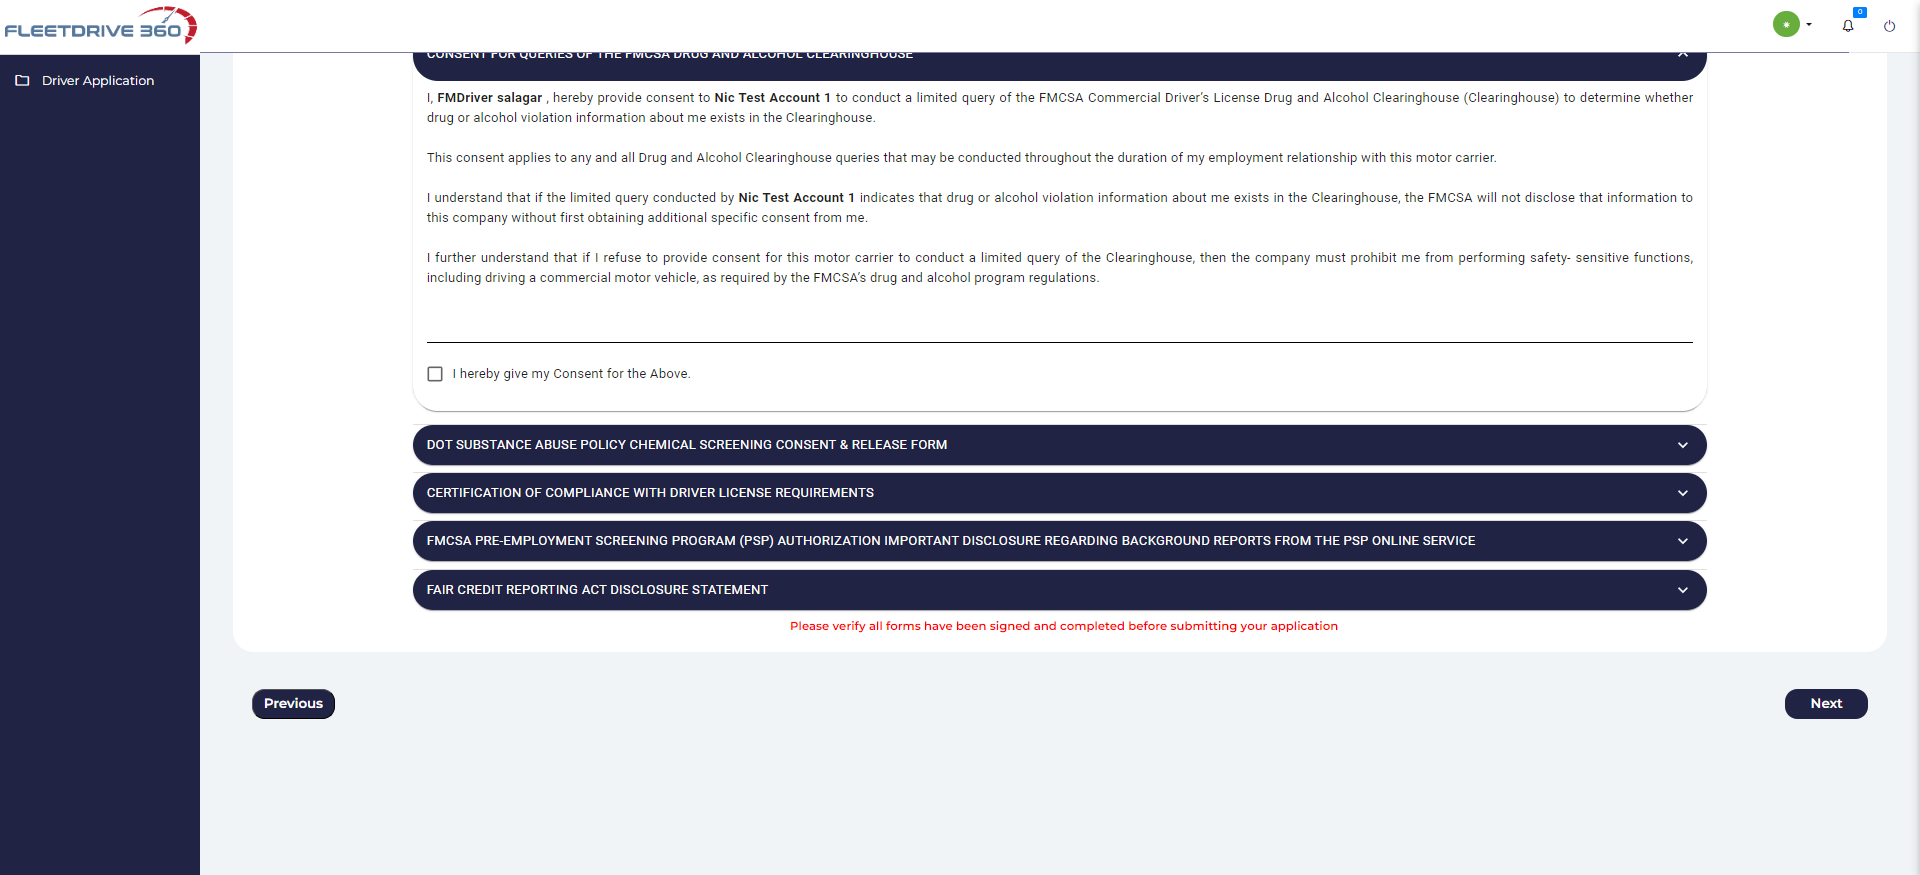 FLEETDRIVE 360
0
Driver Application
CONSENT FOR QUERIES OF THE FMCSA DRUG AND ALCOHOL CLEARINGHOUSE
I, FMDriver salagar , hereby provide consent to Nic Test Account 1 to conduct a limited query of the FMCSA Commercial Driver’s License Drug and Alcohol Clearinghouse (Clearinghouse) to determine whether
drug or alcohol violation information about me exists in the Clearinghouse.
This consent applies to any and all Drug and Alcohol Clearinghouse queries that may be conducted throughout the duration of my employment relationship with this motor carrier.
I understand that if the limited query conducted by Nic Test Account 1 indicates that drug or alcohol violation information about me exists in the Clearinghouse, the FMCSA will not disclose that information to
this company without first obtaining additional specific consent from me.
I further understand that if I refuse to provide consent for this motor carrier to conduct a limited query of the Clearinghouse, then the company must prohibit me from performing safety- sensitive functions,
including driving a commercial motor vehicle, as required by the FMCSA’s drug and alcohol program regulations.
I hereby give my Consent for the Above.
DOT SUBSTANCE ABUSE POLICY CHEMICAL SCREENING CONSENT & RELEASE FORM
CERTIFICATION OF COMPLIANCE WITH DRIVER LICENSE REQUIREMENTS
FMCSA PRE-EMPLOYMENT SCREENING PROGRAM (PSP) AUTHORIZATION IMPORTANT DISCLOSURE REGARDING BACKGROUND REPORTS FROM THE PSP ONLINE SERVICE
FAIR CREDIT REPORTING ACT DISCLOSURE STATEMENT
Please verify all forms have been signed and completed before submitting your application
Previous
Next